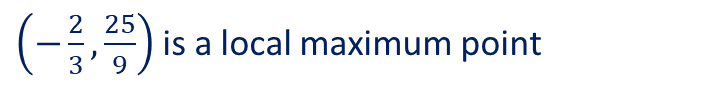 (−2/3, 25/9) is a local maximum point